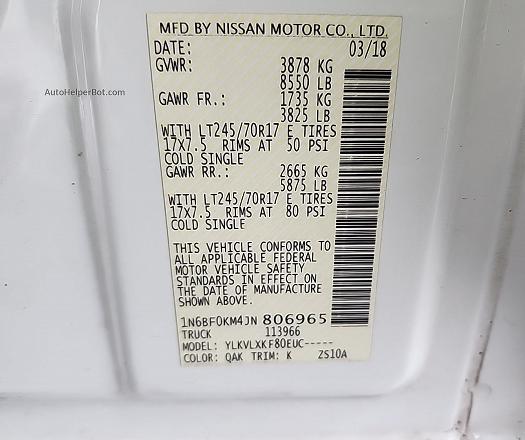 MFD BY NISSAN MOTOR CO., LTD.
DATE: 03/18
GVWR: 3878 KG
8550 LB
AutoHelperBot.com
GAWR FR.: 1735 KG
3825 LB
WITH LT245/70R17 E TIRES
17X7.5 RIMS AT 50 PSI
COLD SINGLE
GAWR RR.: 2665 KG
5875 LB
WITH LT245/70R17 E TIRES
17X7.5 RIMS AT 80 PSI
COLD SINGLE
THIS VEHICLE CONFORMS TO
ALL APPLICABLE FEDERAL
MOTOR VEHICLE SAFETY
STANDARDS IN EFFECT ON
THE DATE OF MANUFACTURE
SHOWN ABOVE.
1N6BF0KM4JN 806965
TRUCK 113966
MODEL: YLKVLXKF80EUC-----
COLOR: QAK TRIM: K ZS10A